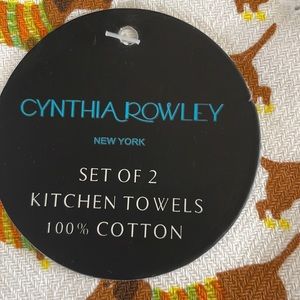 CYNTHIA ROWLEY
NEW YORK
SET OF 2
KITCHEN TOWELS
100% COTTON